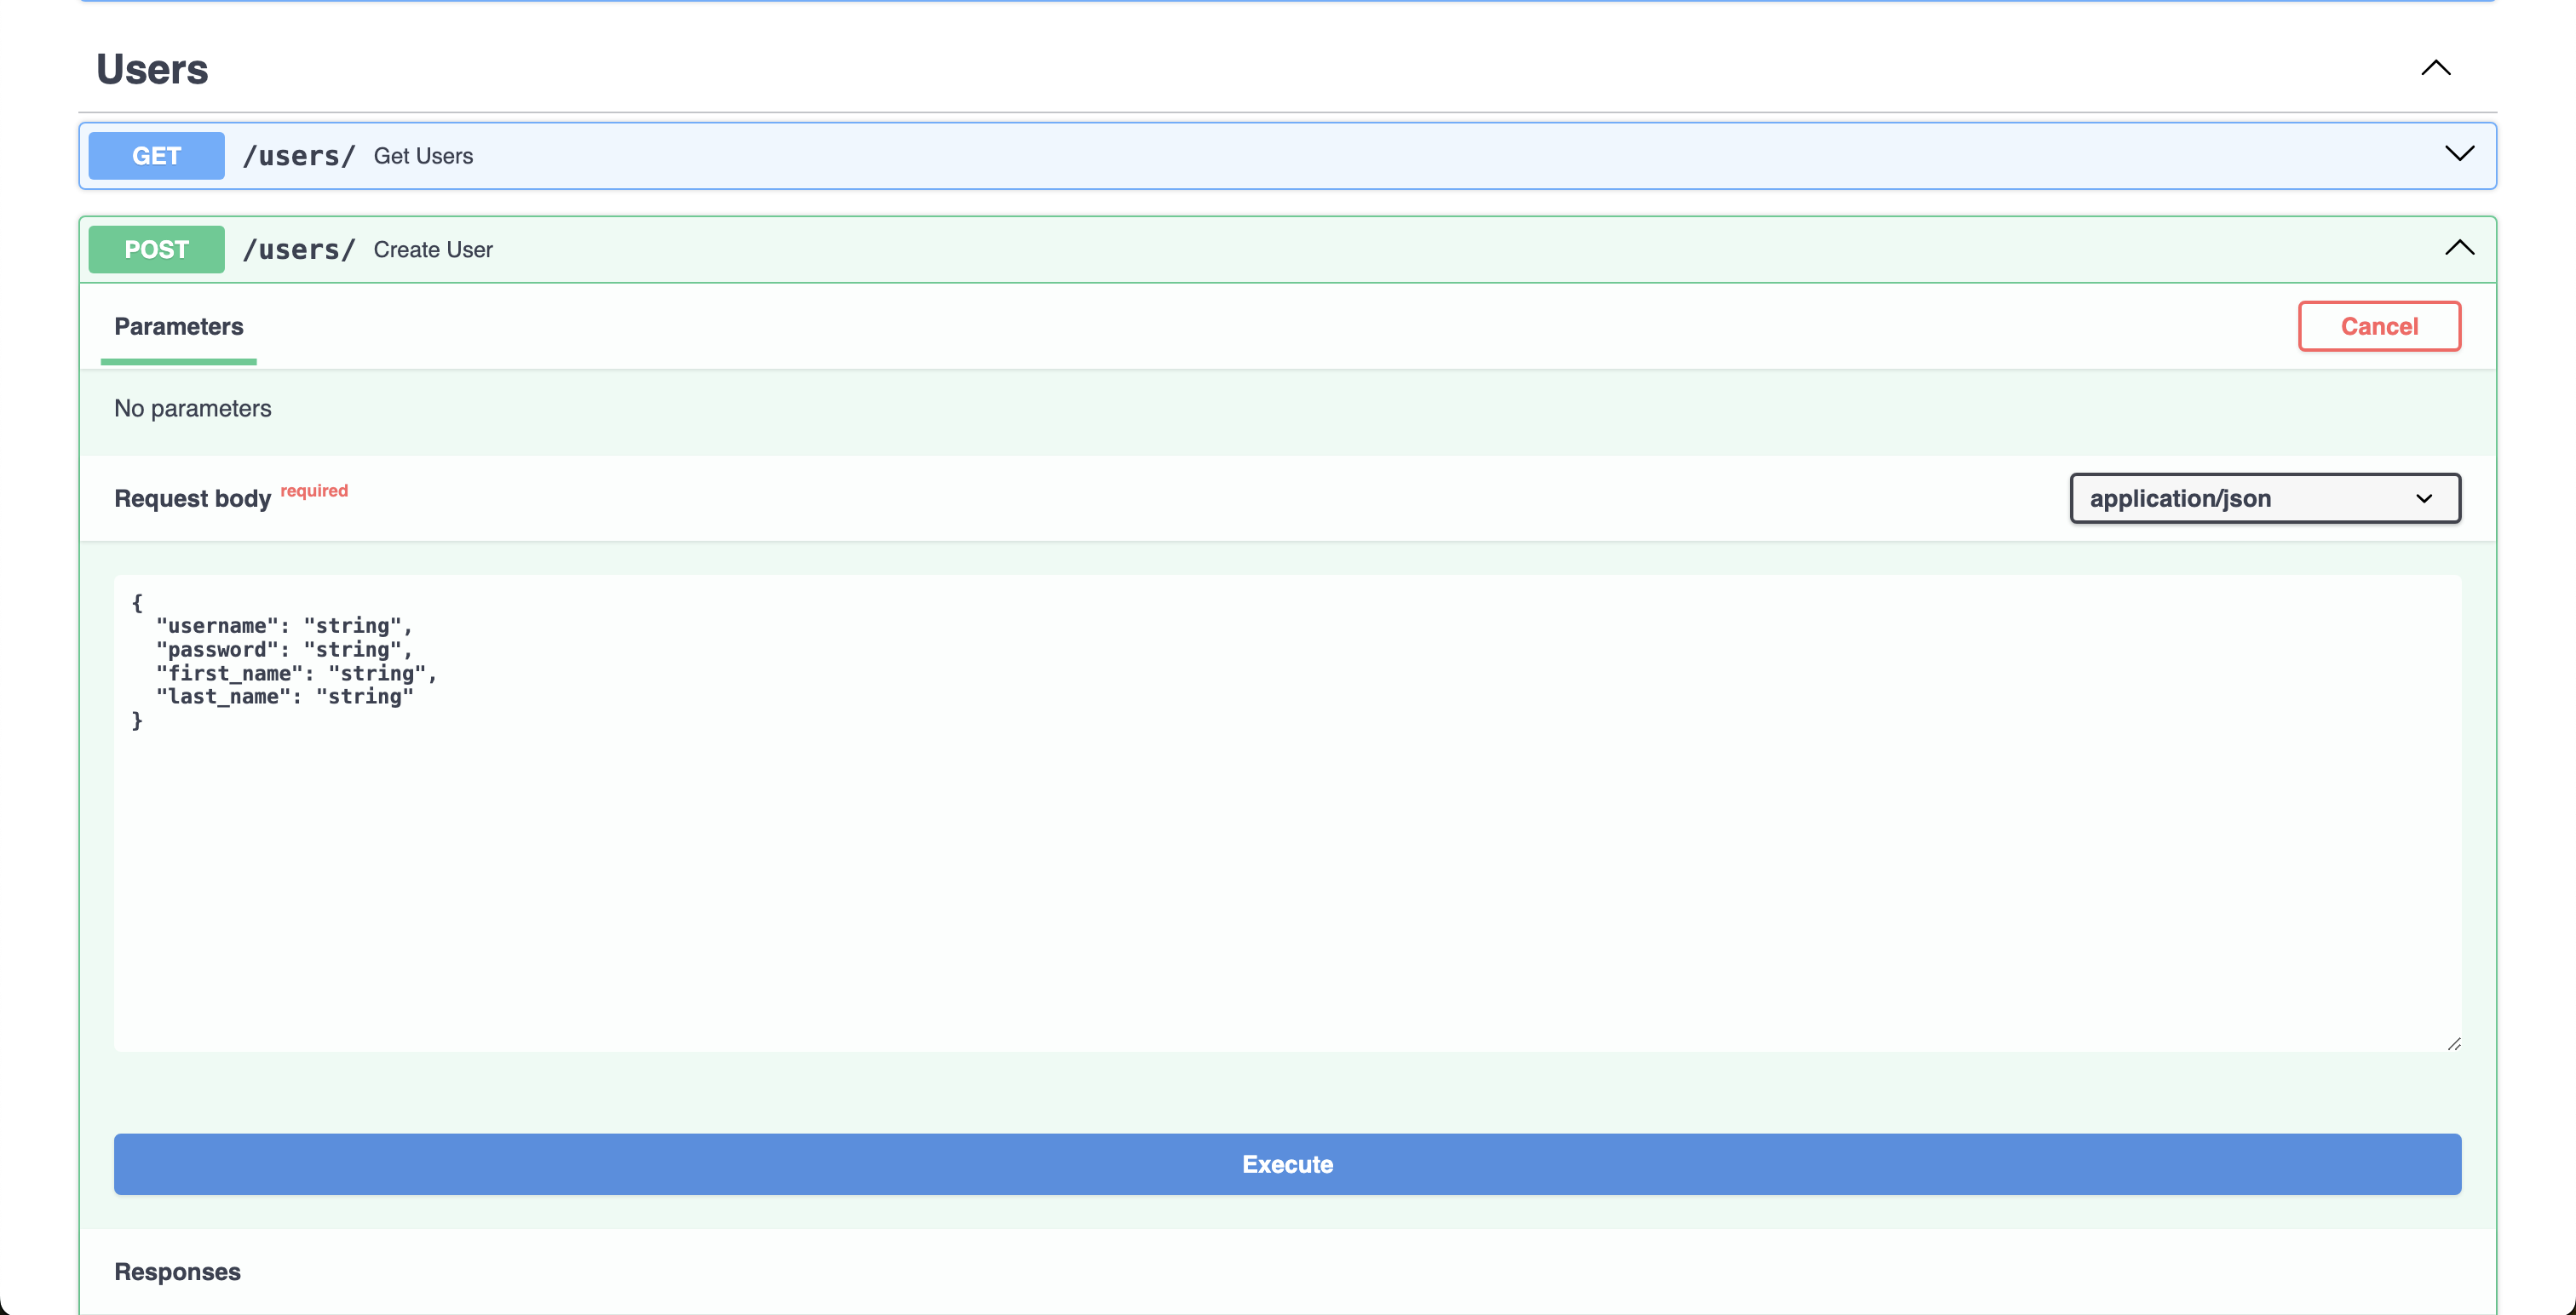 Users
GET /users/ Get Users
POST /users/ Create User
Parameters
Cancel
No parameters
Request body required
application/json
{
  "username": "string",
  "password": "string",
  "first_name": "string",
  "last_name": "string"
}
Execute
Responses